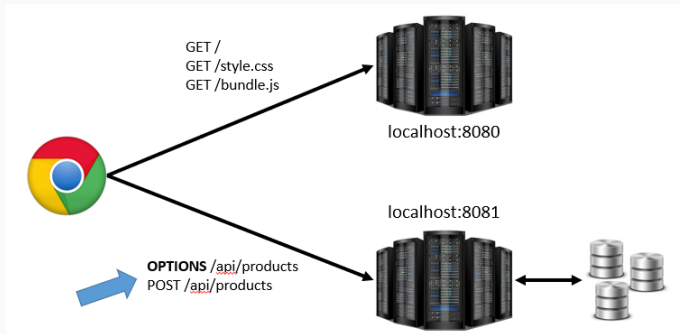 GET /
GET /style.css
GET /bundle.js
localhost:8080
localhost:8081
OPTIONS /api/products
POST /api/products